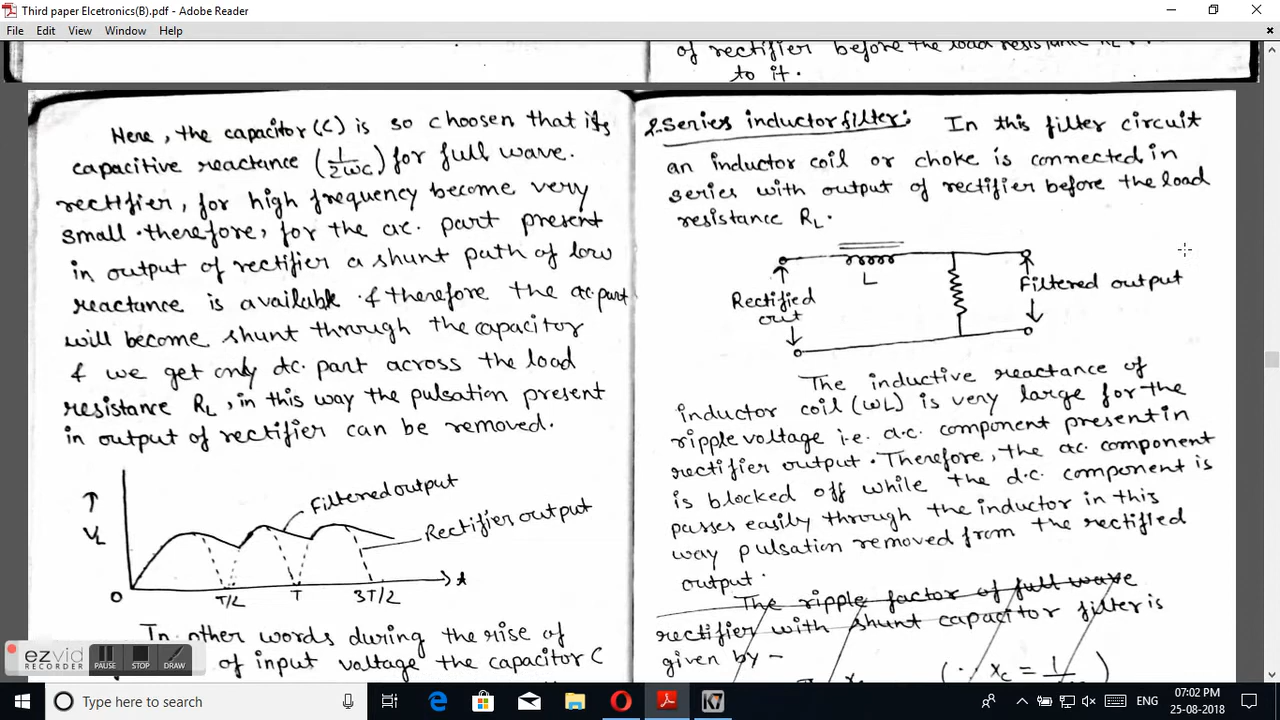 Third paper Elcetronics(B).pdf - Adobe Reader
File Edit View Window Help
of rectifier before the load resistance RL
to it.
Here, the capacitor (C) is so choosen that its
capacitive reactance (1/2ωC) for full wave.
rectifier, for high frequency become very
small. therefore, for the ac. part present
in output of rectifier a shunt path of low
reactance is available. & therefore the ac. part
will become shunt through the capacitor
& we get only dc. part across the load
resistance RL, in this way the pulsation present
in output of rectifier can be removed.
↑
VL
Filtered output
Rectifier output
O
T/2
T
3T/2
t
In other words during the rise of
of input voltage the capacitor C
2. Series inductor filter: In this filter circuit
an inductor coil or choke is connected in
series with output of rectifier before the load
resistance RL.
L
Rectified
out
Filtered output
The inductive reactance of
inductor coil (ωL) is very large for the
ripple voltage i.e. a.c. component present in
rectifier output. Therefore, the ac component
is blocked off while the d.c. component is
passes easily through the inductor in this
way pulsation removed from the rectified
output.
The ripple factor of full wave
rectifier with shunt capacitor filter is
given by -
ezvid
RECORDER
PAUSE
STOP
DRAW
Type here to search
ENG
07:02 PM
25-08-2018